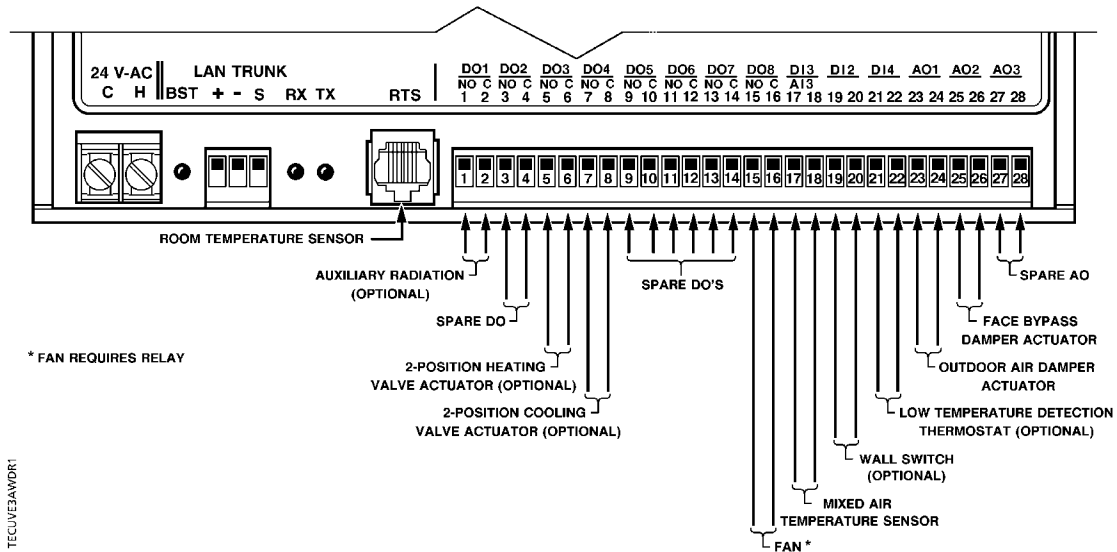 24 V-AC LAN TRUNK DO1 DO2 DO3 DO4 DO5 DO6 DO7 DO8 DI3 DI2 DI4 AO1 AO2 AO3
C H BST + - S RX TX RTS NO C NO C NO C NO C NO C NO C NO C NO C AI3
1 2 3 4 5 6 7 8 9 10 11 12 13 14 15 16 17 18 19 20 21 22 23 24 25 26 27 28
1 2 3 4 5 6 7 8 9 10 11 12 13 14 15 16 17 18 19 20 21 22 23 24 25 26 27 28
ROOM TEMPERATURE SENSOR
AUXILIARY RADIATION
(OPTIONAL)
SPARE DO'S
SPARE AO
SPARE DO
FACE BYPASS
DAMPER ACTUATOR
* FAN REQUIRES RELAY
2-POSITION HEATING
VALVE ACTUATOR (OPTIONAL)
OUTDOOR AIR DAMPER
ACTUATOR
2-POSITION COOLING
VALVE ACTUATOR (OPTIONAL)
LOW TEMPERATURE DETECTION
THERMOSTAT (OPTIONAL)
WALL SWITCH
(OPTIONAL)
MIXED AIR
TEMPERATURE SENSOR
FAN *
TECUVE3AWDR1